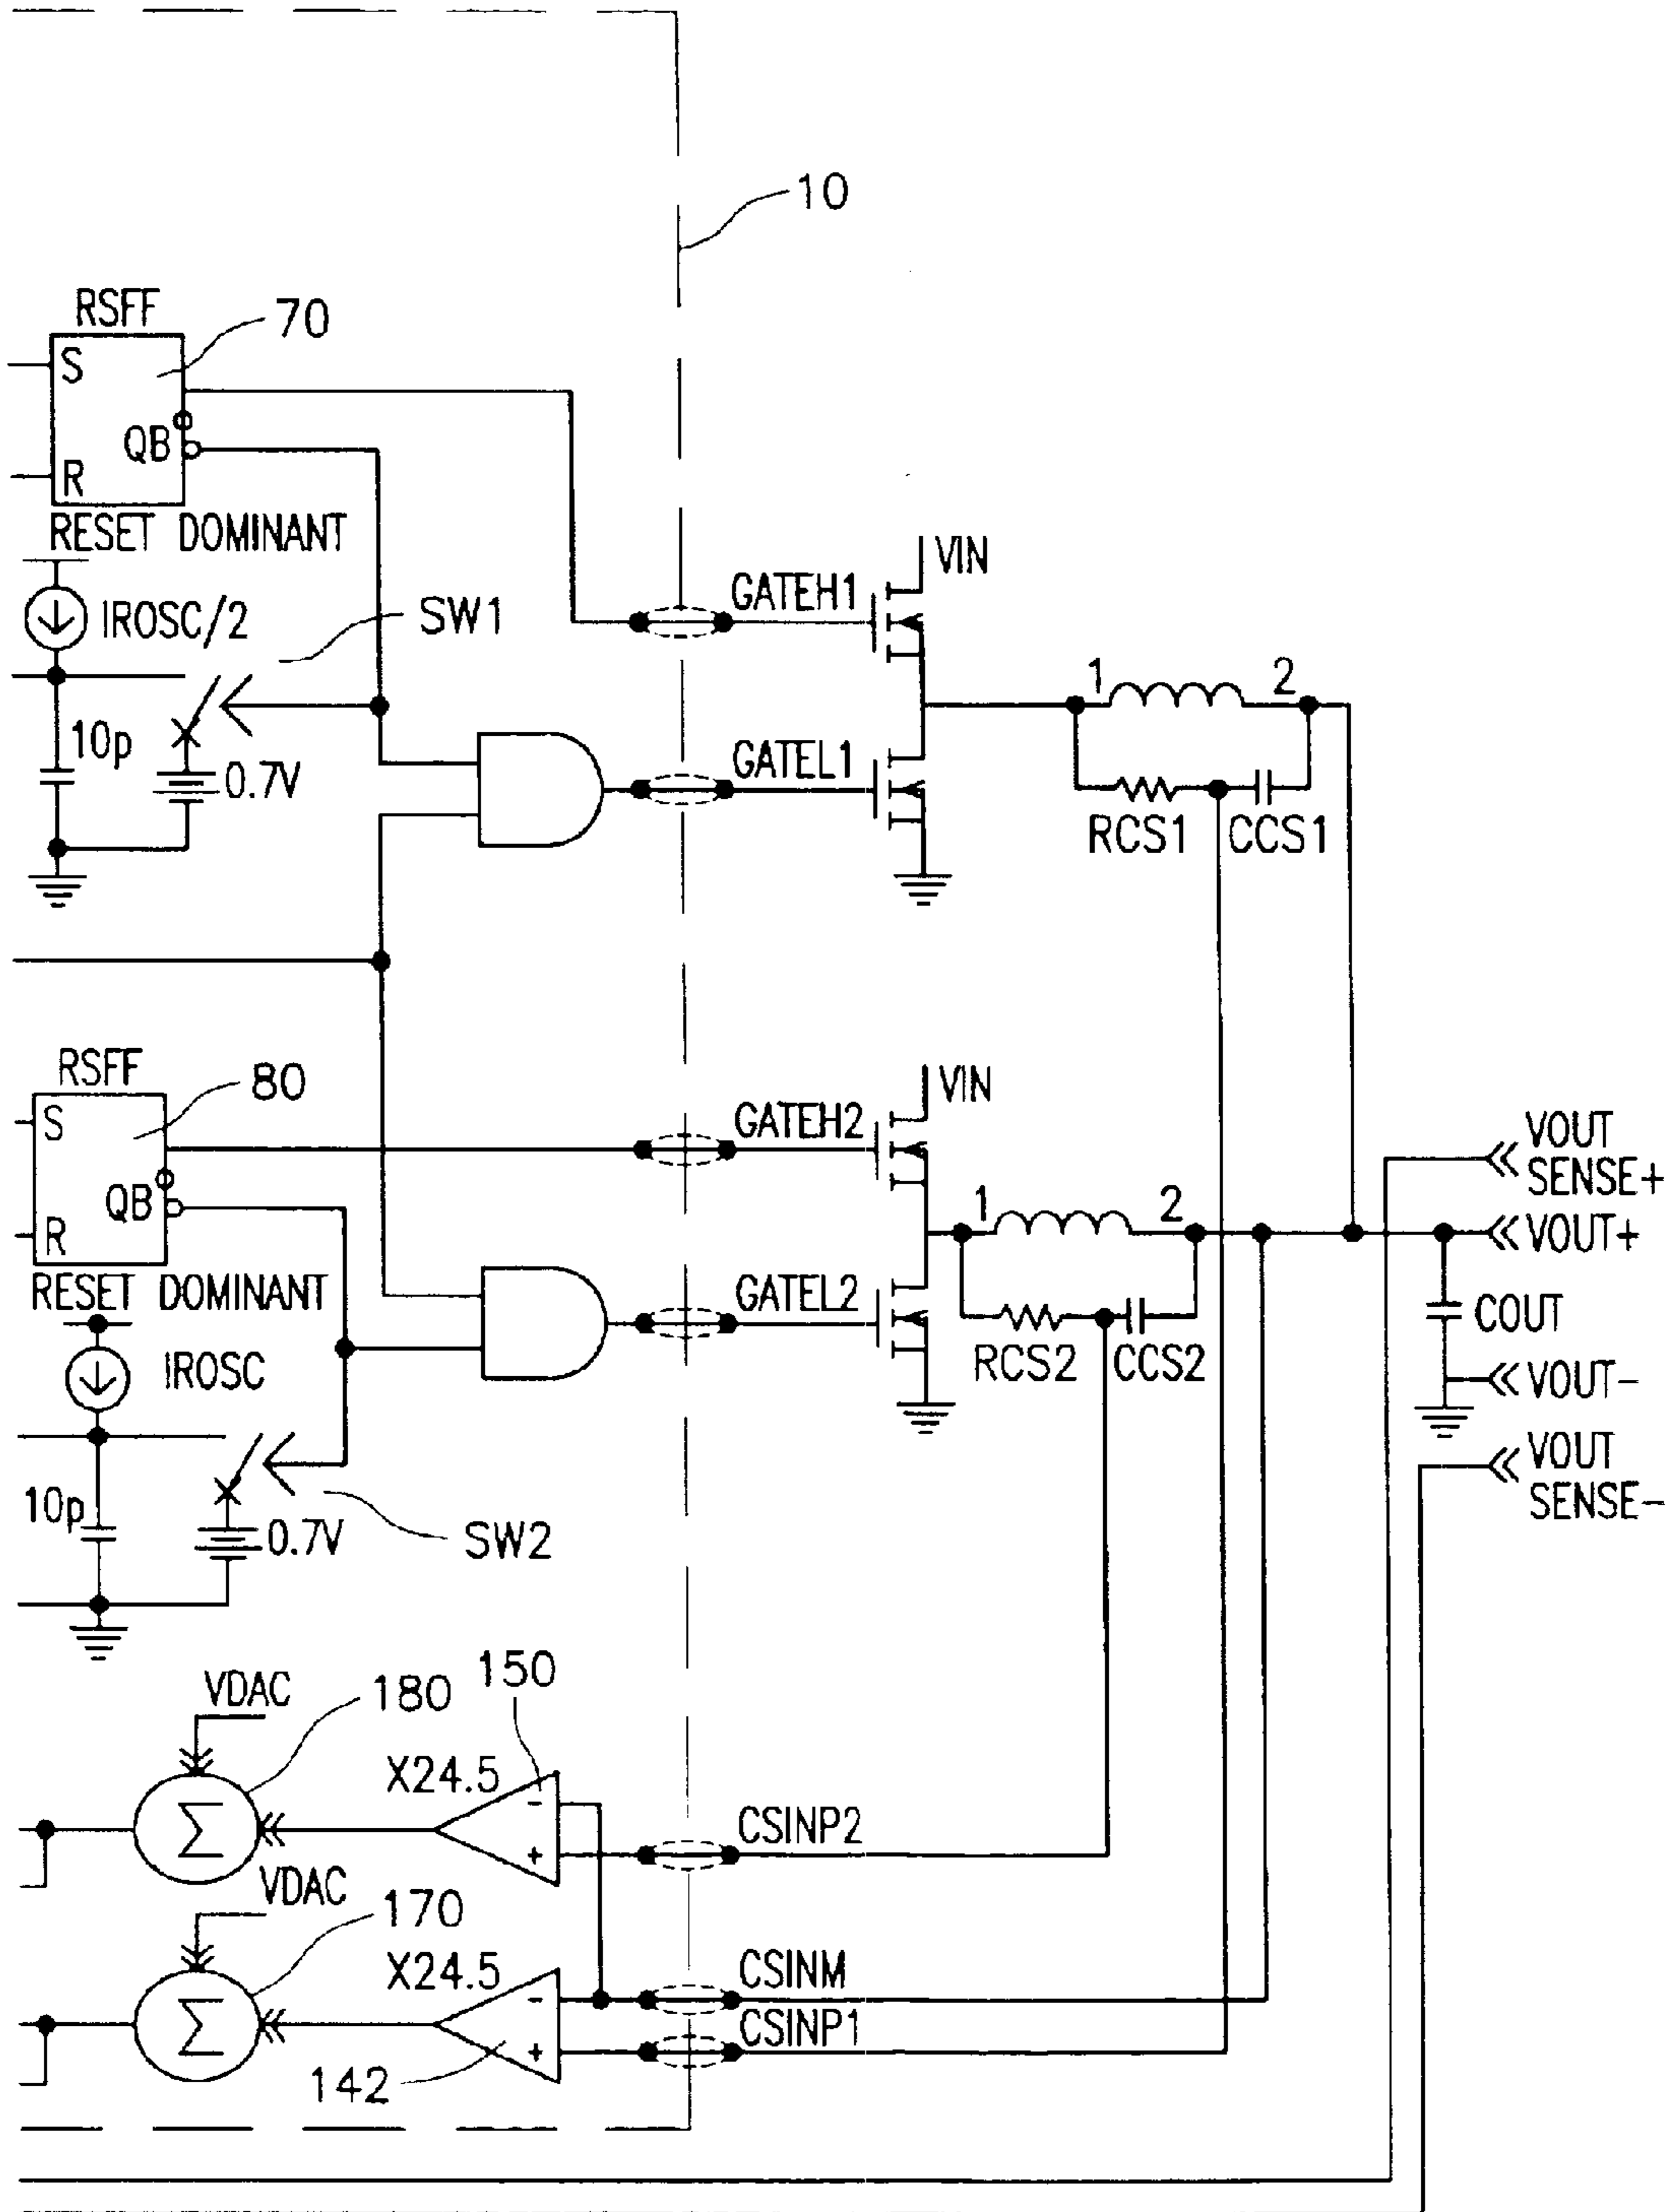 10
RSFF
70
S
QB
R
RESET DOMINANT
VIN
GATEH1
IROSC/2
SW1
1
2
10p
0.7V
GATEL1
RCS1
CCS1
RSFF
80
VIN
S
GATEH2
VOUT
SENSE+
QB
1
2
R
VOUT+
RESET DOMINANT
GATEL2
COUT
IROSC
RCS2
CCS2
VOUT-
VOUT
SENSE-
10p
0.7V
SW2
VDAC
180
150
X24.5
-
Σ
+
CSINP2
VDAC
170
X24.5
CSINM
-
Σ
CSINP1
+
142